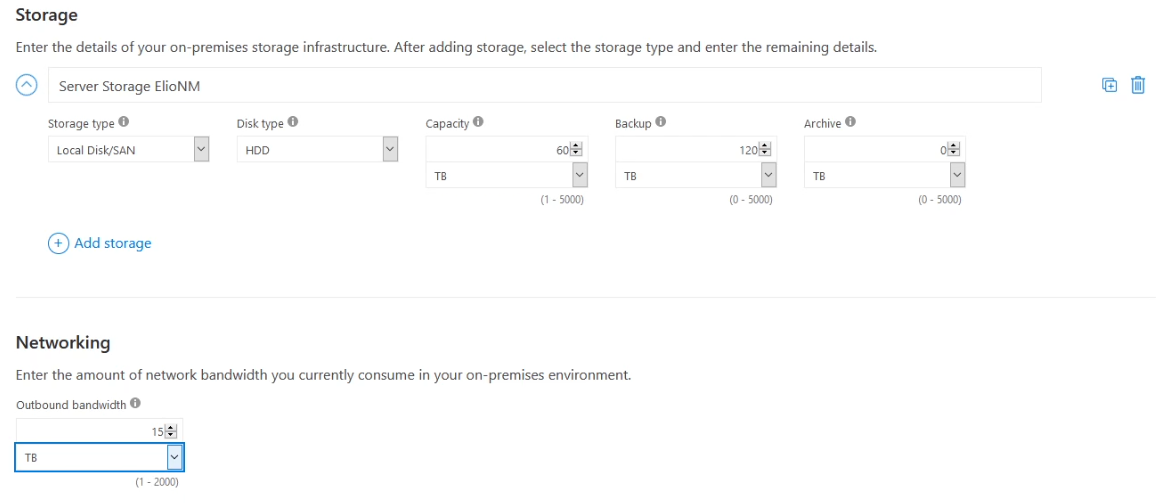 Storage
Enter the details of your on-premises storage infrastructure. After adding storage, select the storage type and enter the remaining details.
Server Storage ElioNM
Storage type Disk type Capacity Backup Archive
Local Disk/SAN HDD 60 120 0
TB TB TB
(1 - 5000) (0 - 5000) (0 - 5000)
Add storage
Networking
Enter the amount of network bandwidth you currently consume in your on-premises environment.
Outbound bandwidth
15
TB
(1 - 2000)